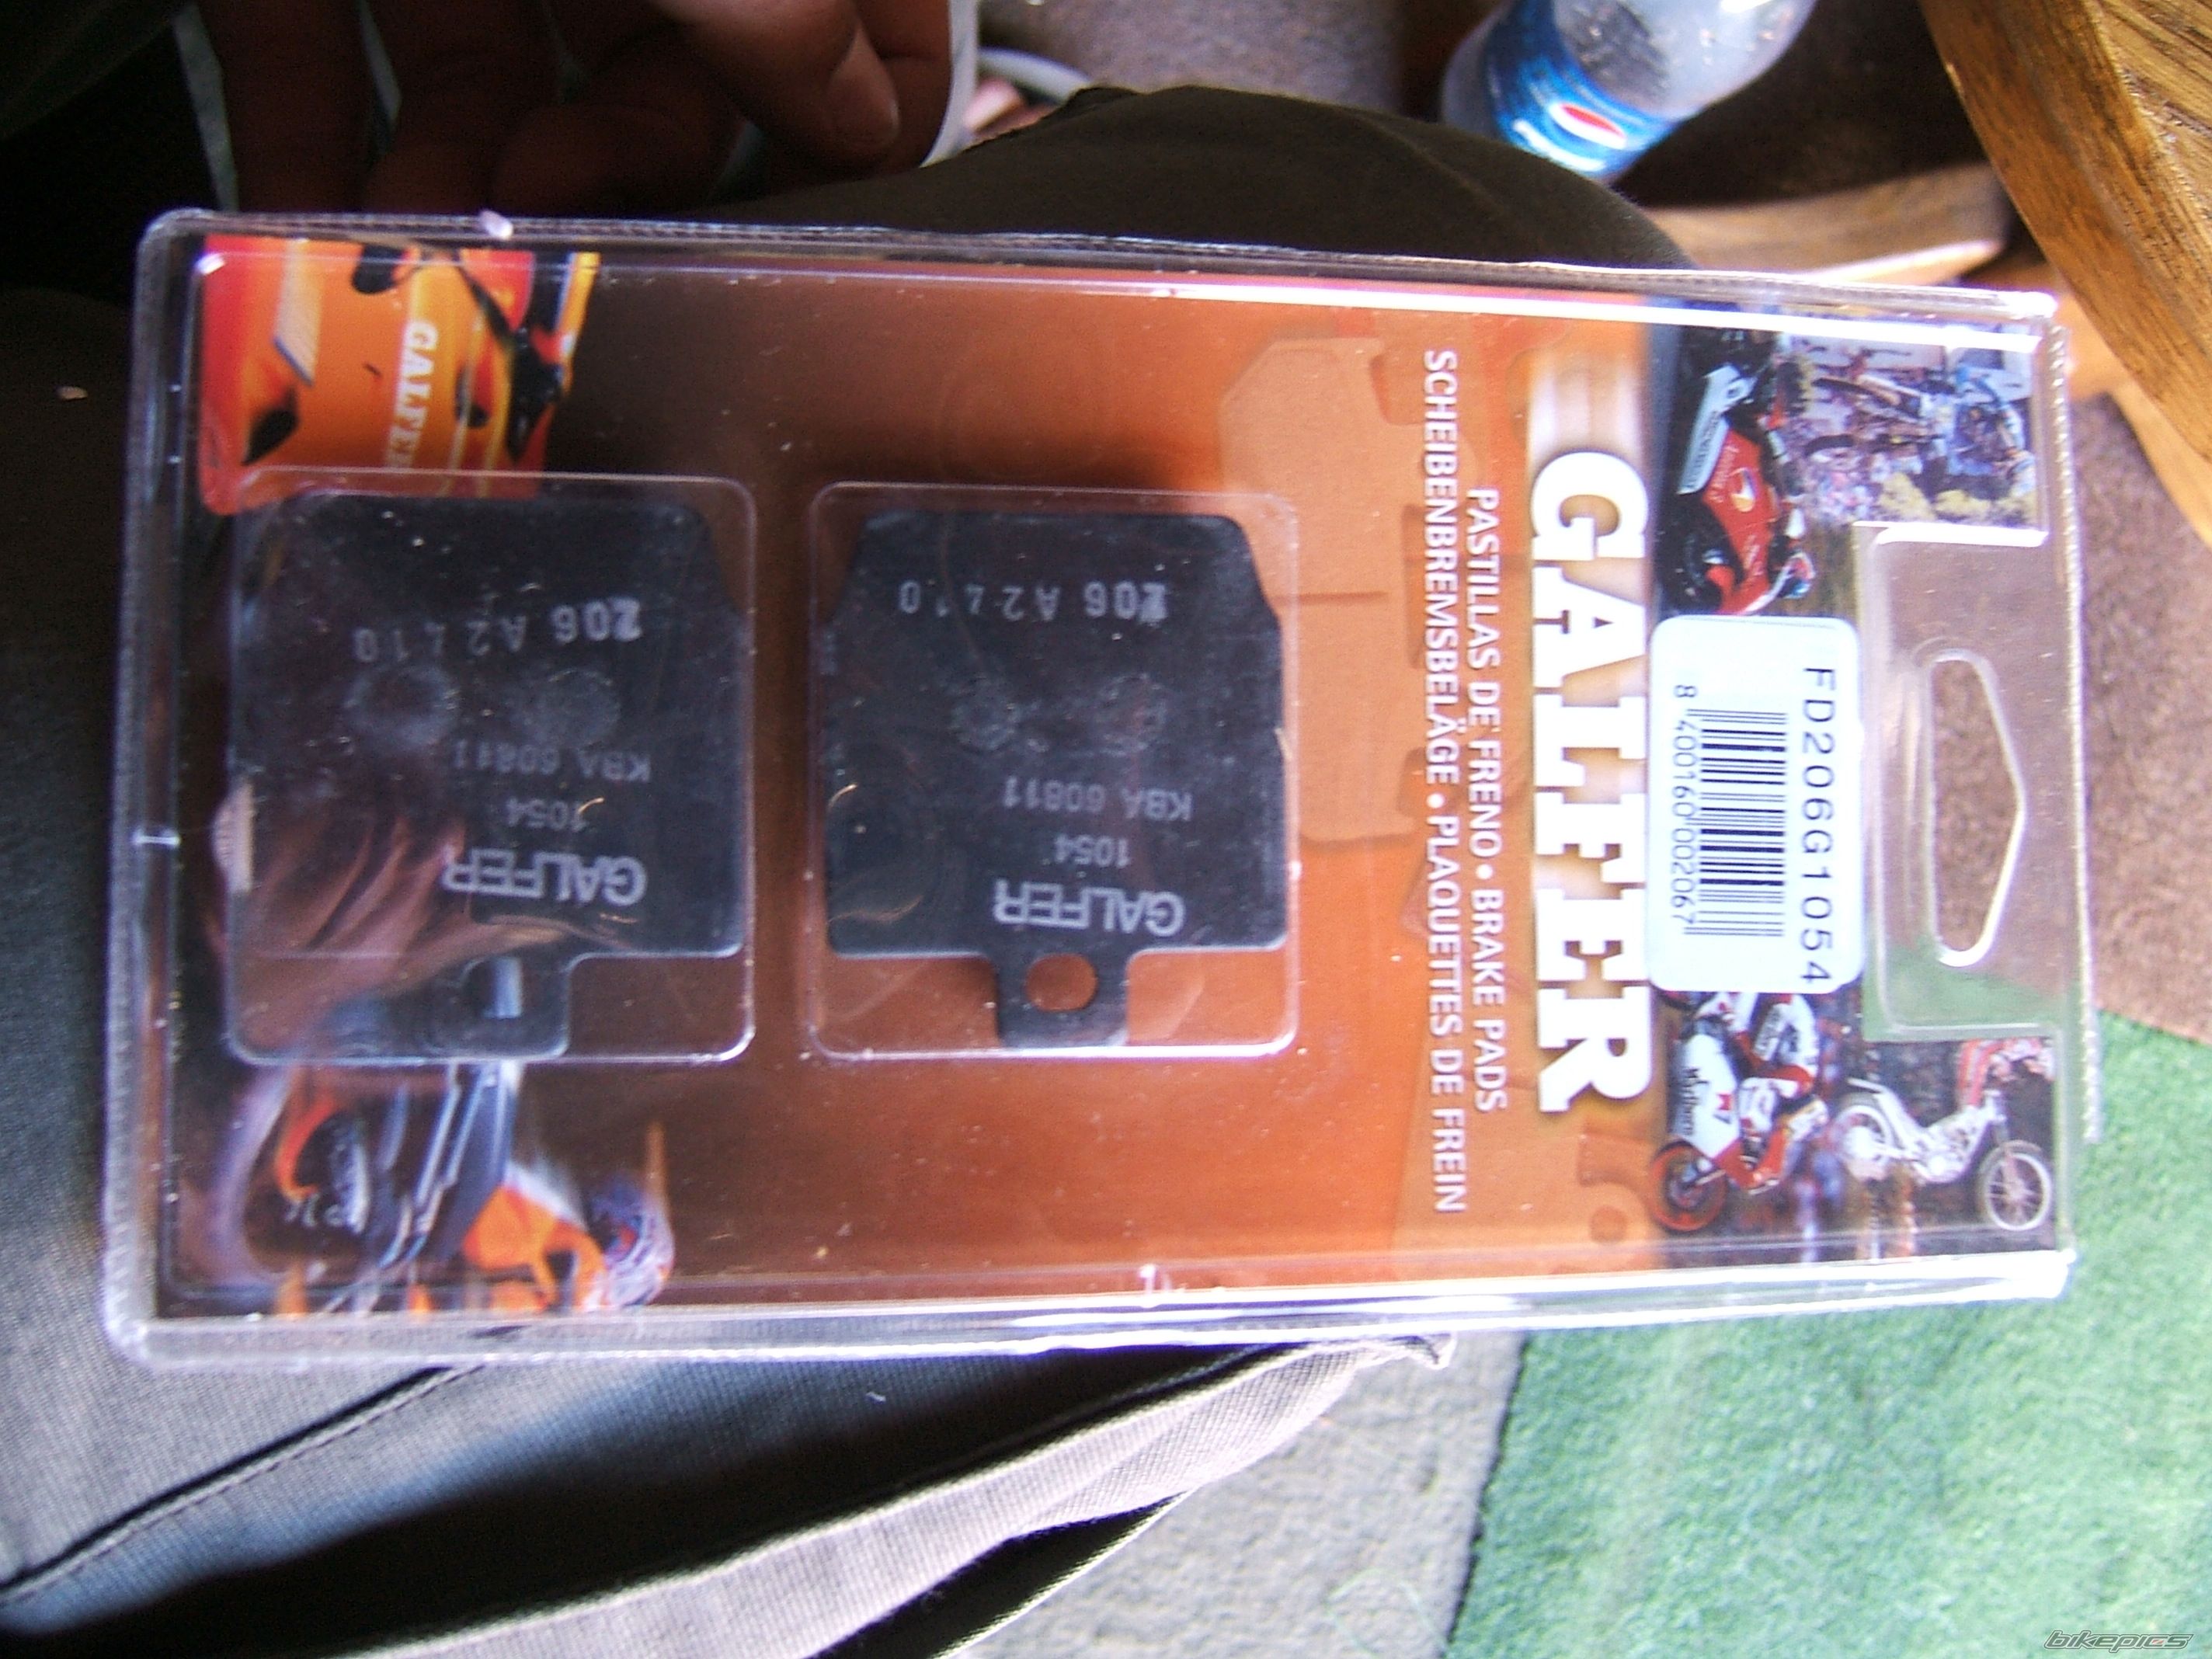 FD206G1054
8 400160 002067
GALFER
PASTILLAS DE FRENO • BRAKE PADS
SCHEIBENBREMSBELÄGE • PLAQUETTES DE FREIN
GALFER
1054
KBA 60811
206 A2410
GALFER
1054
KBA 60811
206 A2410
GALFER
Marlboro
bikepics